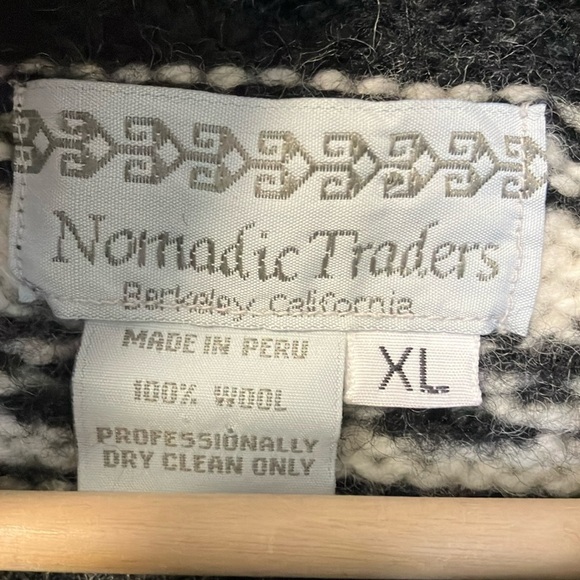 Nomadic Traders
Berkeley, California
MADE IN PERU
XL
100% WOOL
PROFESSIONALLY
DRY CLEAN ONLY